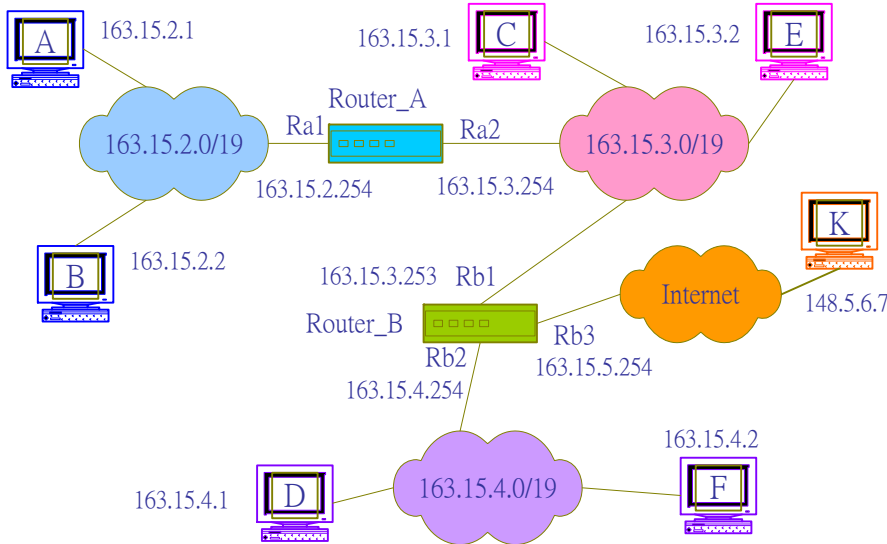 A
163.15.2.1
163.15.3.1
C
163.15.3.2
E
Router_A
Ra1
Ra2
163.15.2.0/19
163.15.3.0/19
163.15.2.254
163.15.3.254
K
B
163.15.2.2
163.15.3.253
Rb1
Internet
148.5.6.7
Router_B
Rb3
Rb2
163.15.5.254
163.15.4.254
163.15.4.2
163.15.4.1
D
163.15.4.0/19
F